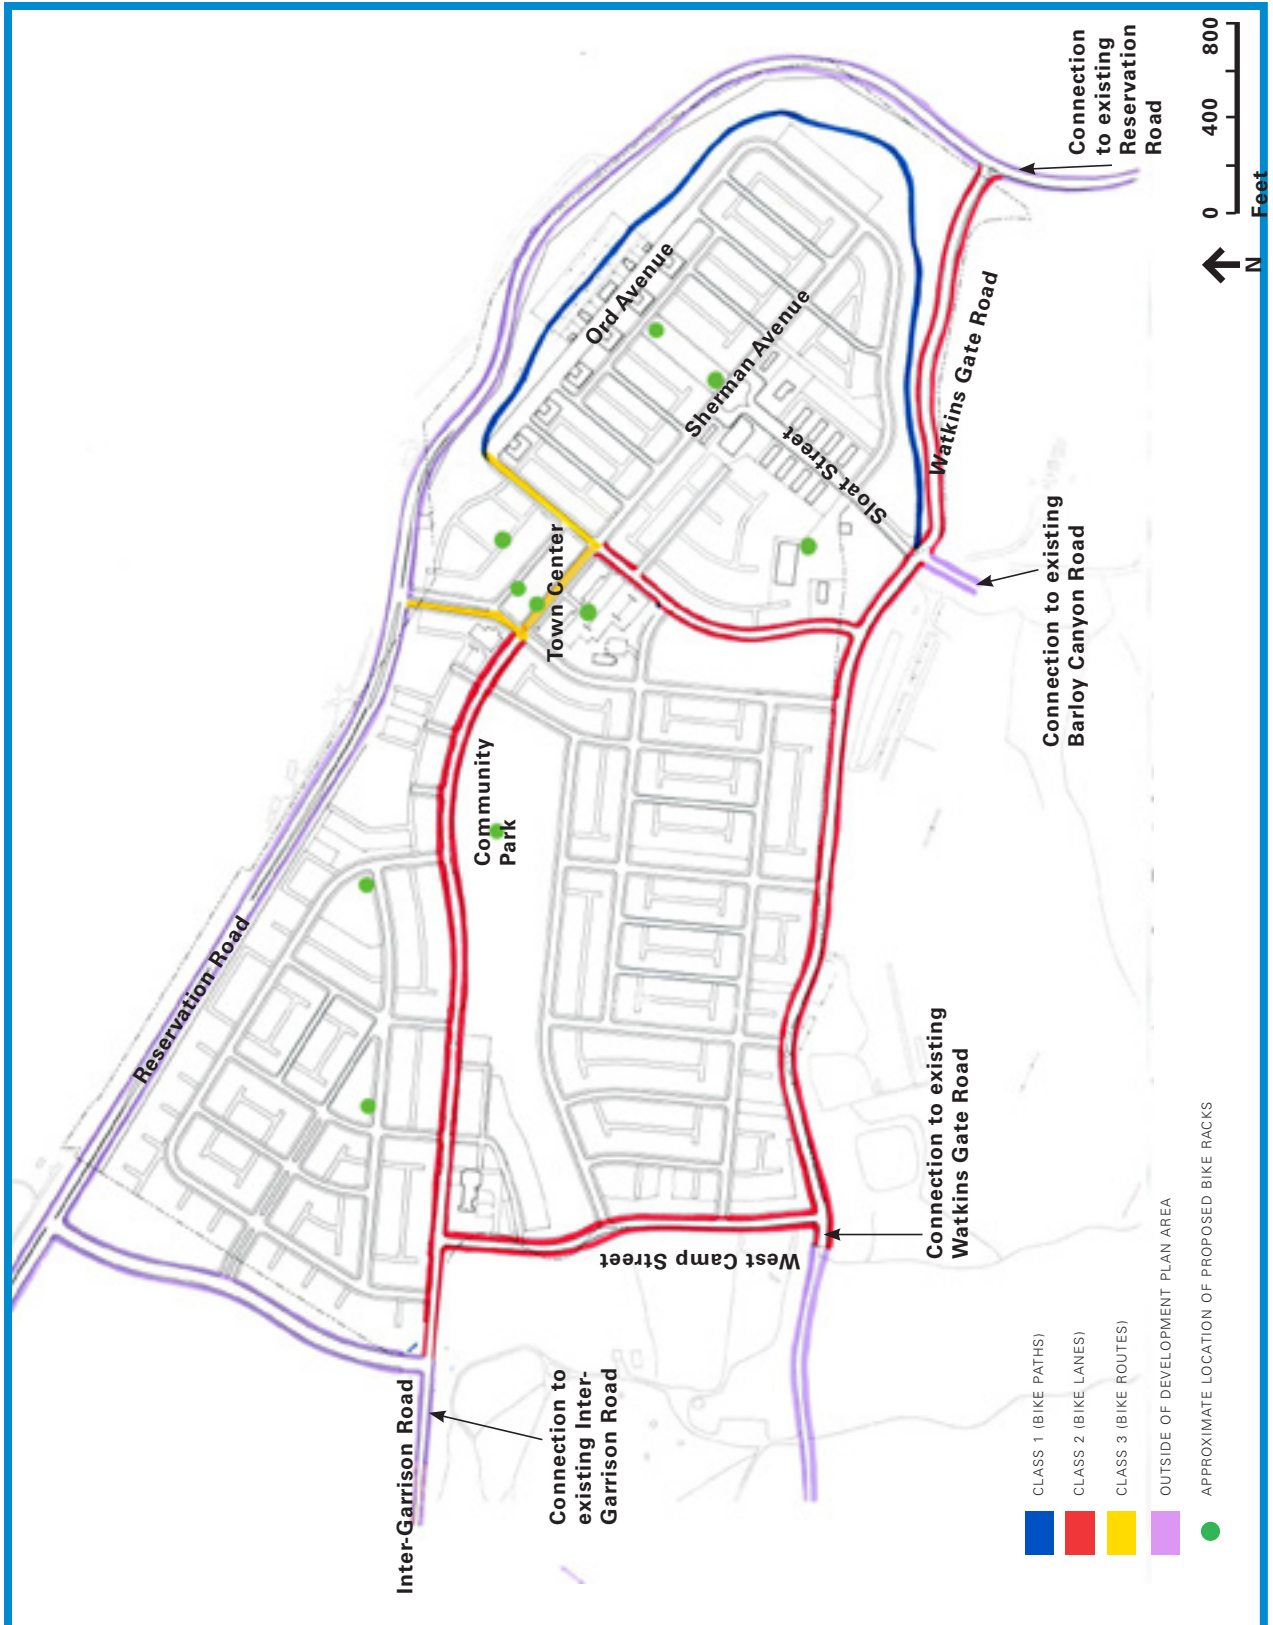 Reservation Road
Inter-Garrison Road
Connection to
existing Inter-
Garrison Road
West Camp Street
Connection to existing
Watkins Gate Road
Community
Park
Town Center
Ord Avenue
Sherman Avenue
Sloat Street
Watkins Gate Road
Connection to existing
Barloy Canyon Road
Connection
to existing
Reservation
Road
CLASS 1 (BIKE PATHS)
CLASS 2 (BIKE LANES)
CLASS 3 (BIKE ROUTES)
OUTSIDE OF DEVELOPMENT PLAN AREA
APPROXIMATE LOCATION OF PROPOSED BIKE RACKS
N
0 400 800
Feet